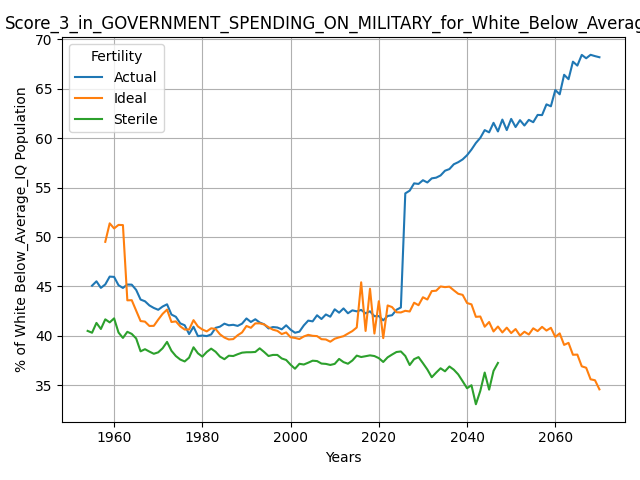 Score_3_in_GOVERNMENT_SPENDING_ON_MILITARY_for_White_Below_Averag
Fertility
Actual
Ideal
Sterile
% of White Below_Average_IQ Population
70
65
60
55
50
45
40
35
1960
1980
2000
2020
2040
2060
Years